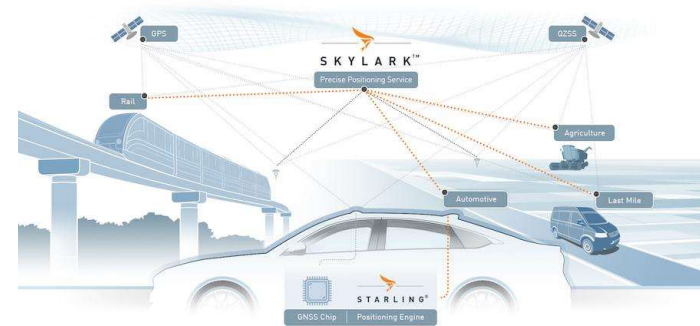 GPS
QZSS
SKYLARK™
Precise Positioning Service
Rail
Agriculture
Automotive
Last Mile
STARLING®
GNSS Chip | Positioning Engine